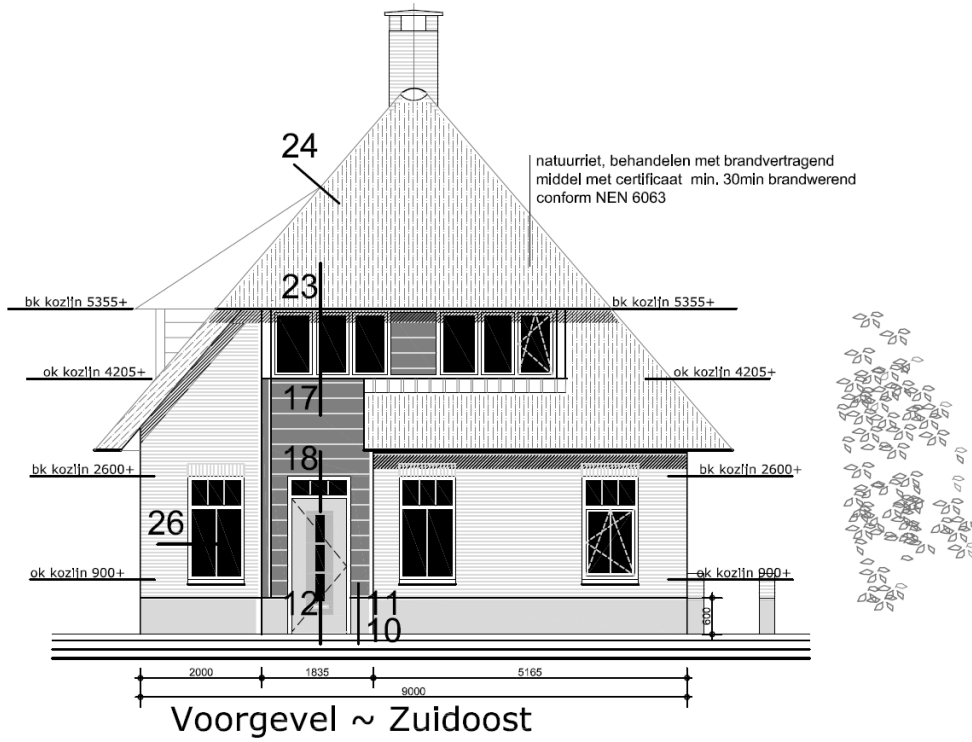 24
natuurriet, behandelen met brandvertragend
middel met certificaat min. 30min brandwerend
conform NEN 6063
23
bk kozijn 5355+
bk kozijn 5355+
ok kozijn 4205+
ok kozijn 4205+
17
18
bk kozijn 2600+
bk kozijn 2600+
26
ok kozijn 900+
ok kozijn 900+
12
11
10
600
2000
1835
5165
9000
Voorgevel ~ Zuidoost